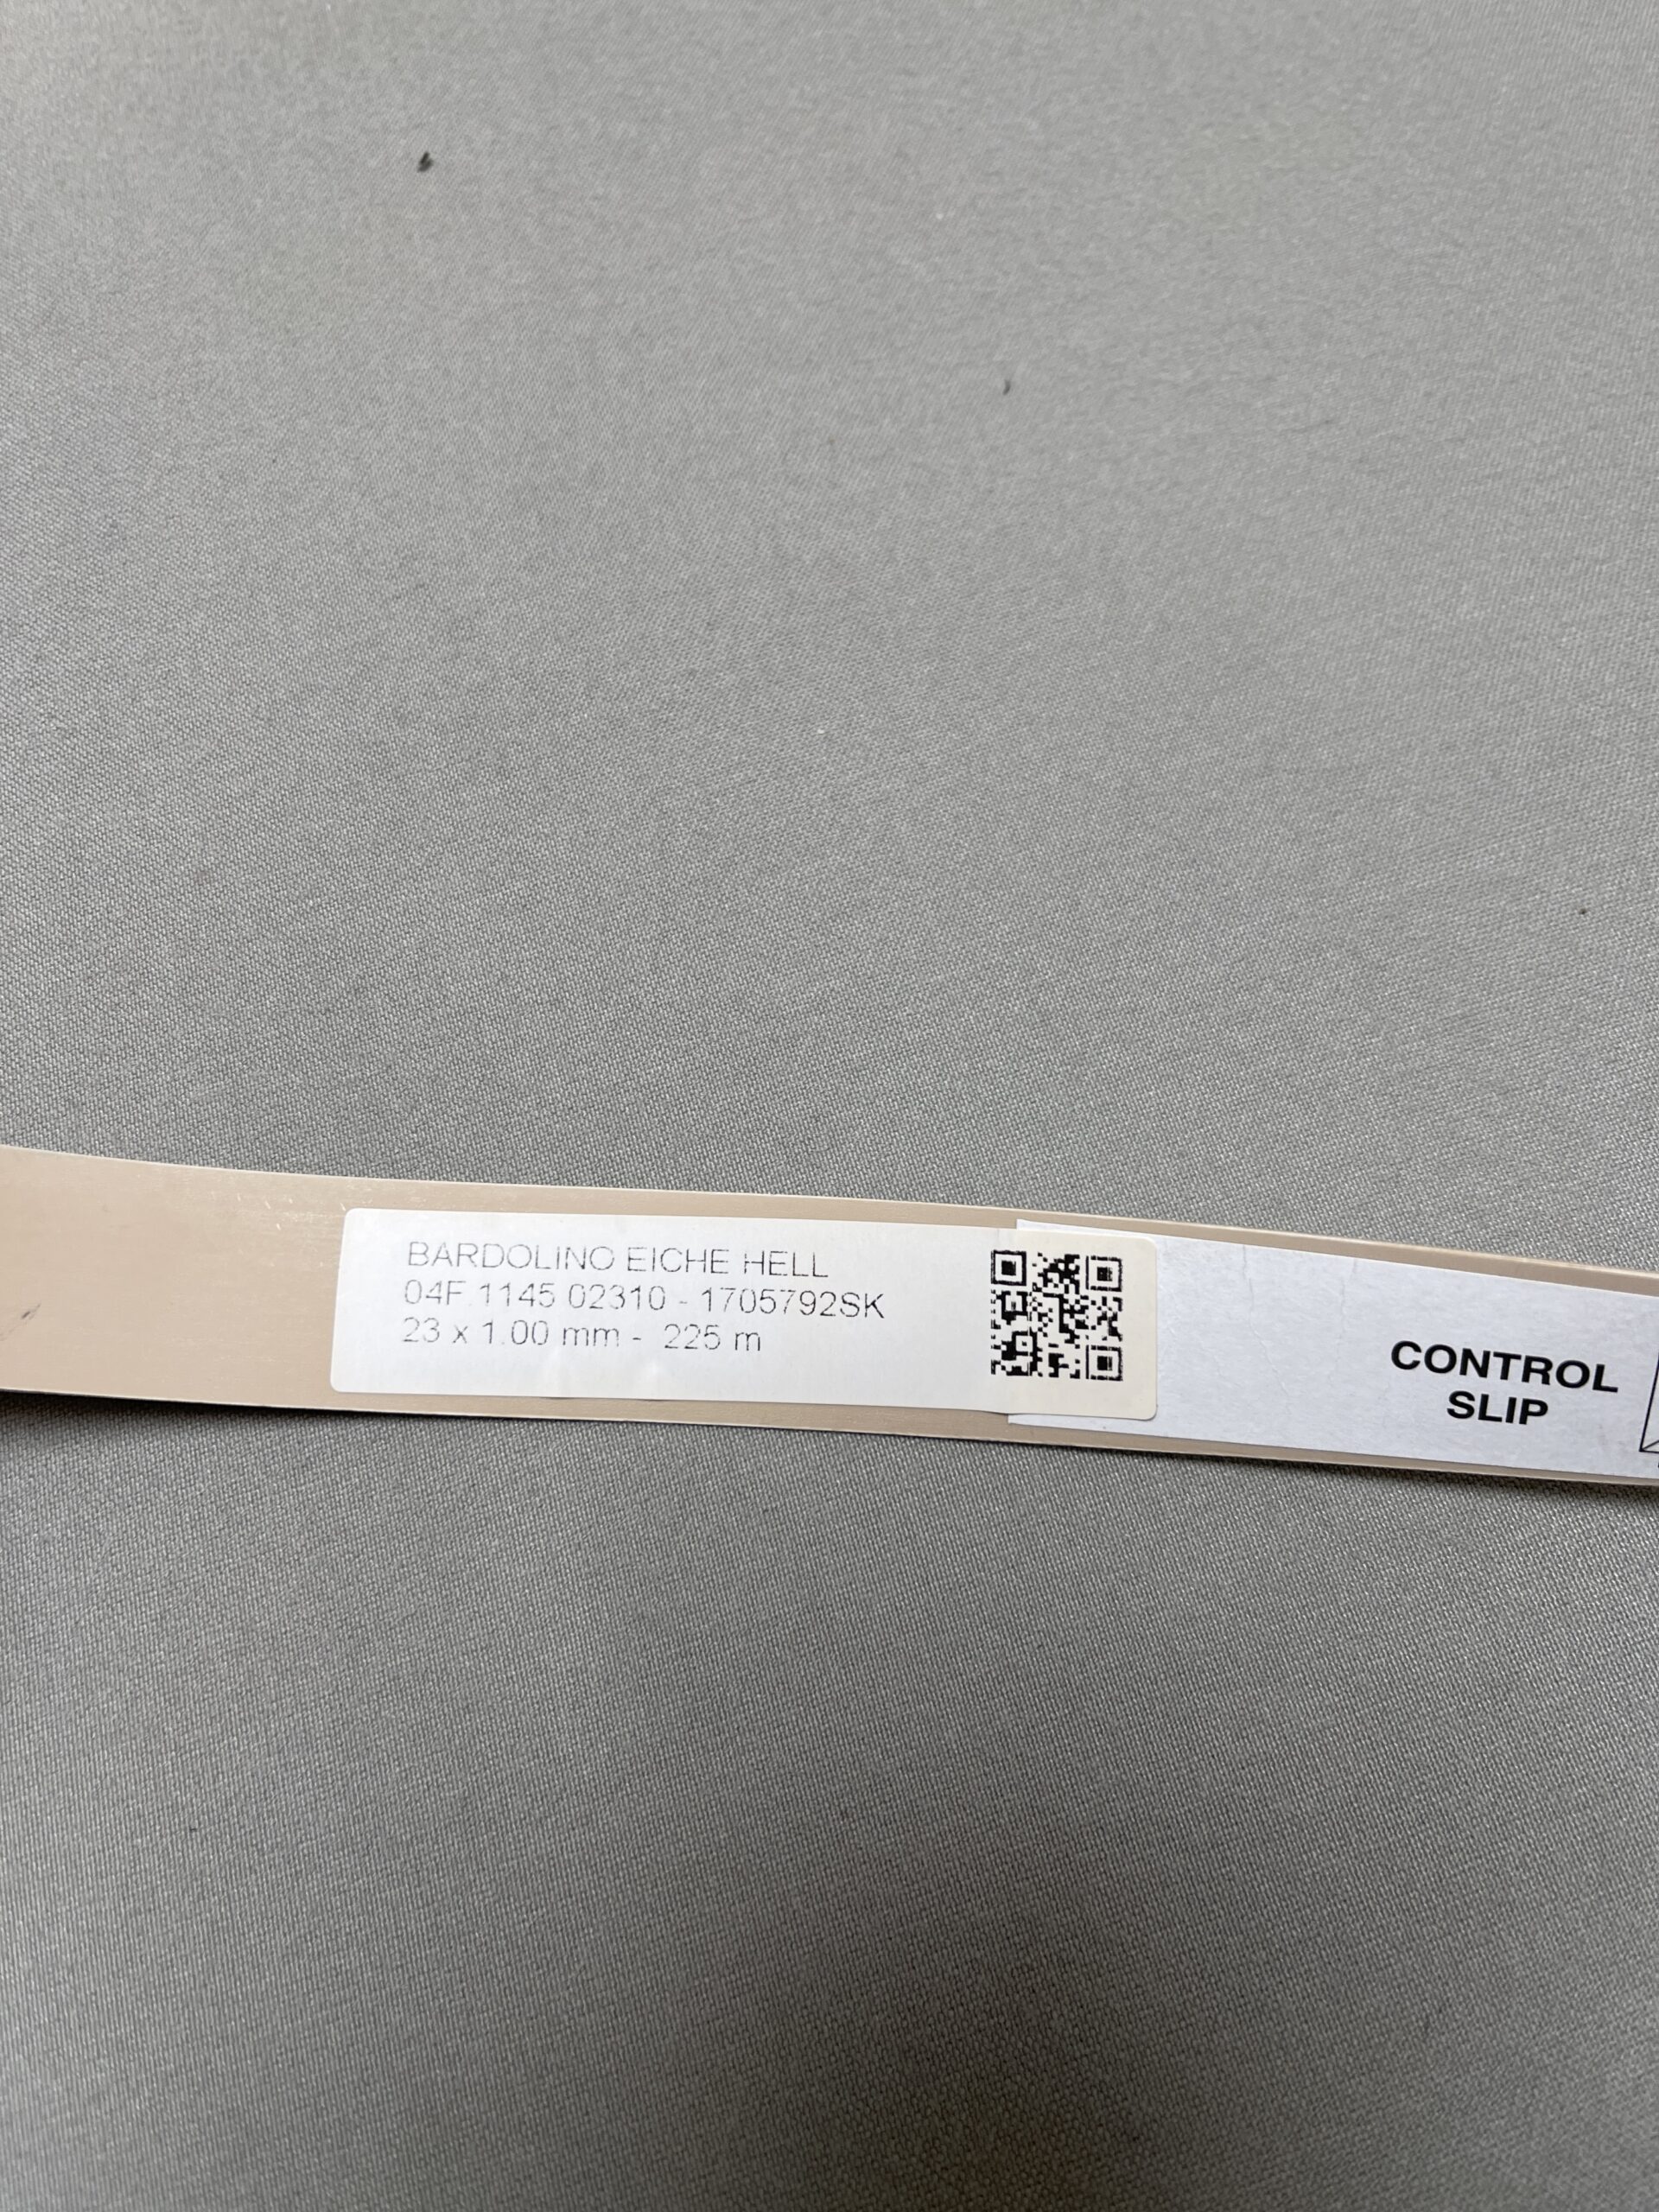 BARDOLINO EICHE HELL
04F 1145 02310 - 1705792SK
23 x 1.00 mm - 225 m
CONTROL
SLIP